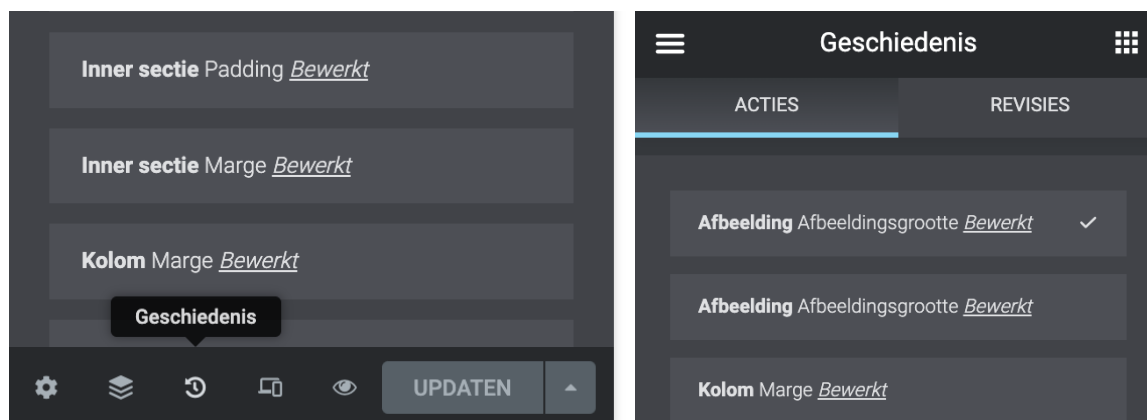 Inner sectie Padding Bewerkt
Inner sectie Marge Bewerkt
Kolom Marge Bewerkt
Geschiedenis
UPDATEN
Geschiedenis
ACTIES
REVISIES
Afbeelding Afbeeldingsgrootte Bewerkt
Afbeelding Afbeeldingsgrootte Bewerkt
Kolom Marge Bewerkt